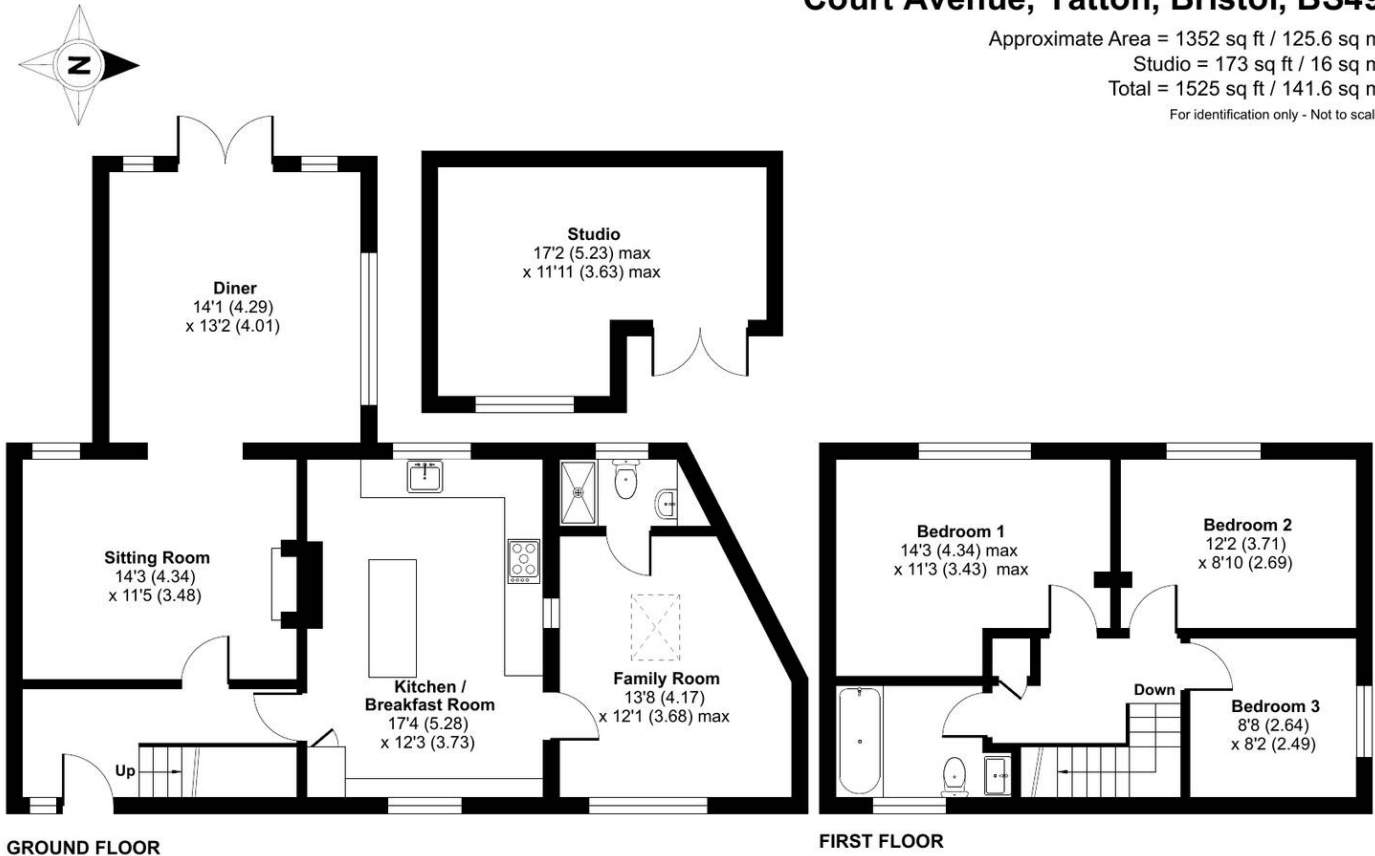 Court Avenue, Yatton, Bristol, BS49
Approximate Area = 1352 sq ft / 125.6 sq m
Studio = 173 sq ft / 16 sq m
Total = 1525 sq ft / 141.6 sq m
For identification only - Not to scal
N
Studio
17'2 (5.23) max
x 11'11 (3.63) max
Diner
14'1 (4.29)
x 13'2 (4.01)
Sitting Room
14'3 (4.34)
x 11'5 (3.48)
Kitchen /
Breakfast Room
17'4 (5.28)
x 12'3 (3.73)
Family Room
13'8 (4.17)
x 12'1 (3.68) max
Up
GROUND FLOOR
Bedroom 1
14'3 (4.34) max
x 11'3 (3.43) max
Bedroom 2
12'2 (3.71)
x 8'10 (2.69)
Down
Bedroom 3
8'8 (2.64)
x 8'2 (2.49)
FIRST FLOOR